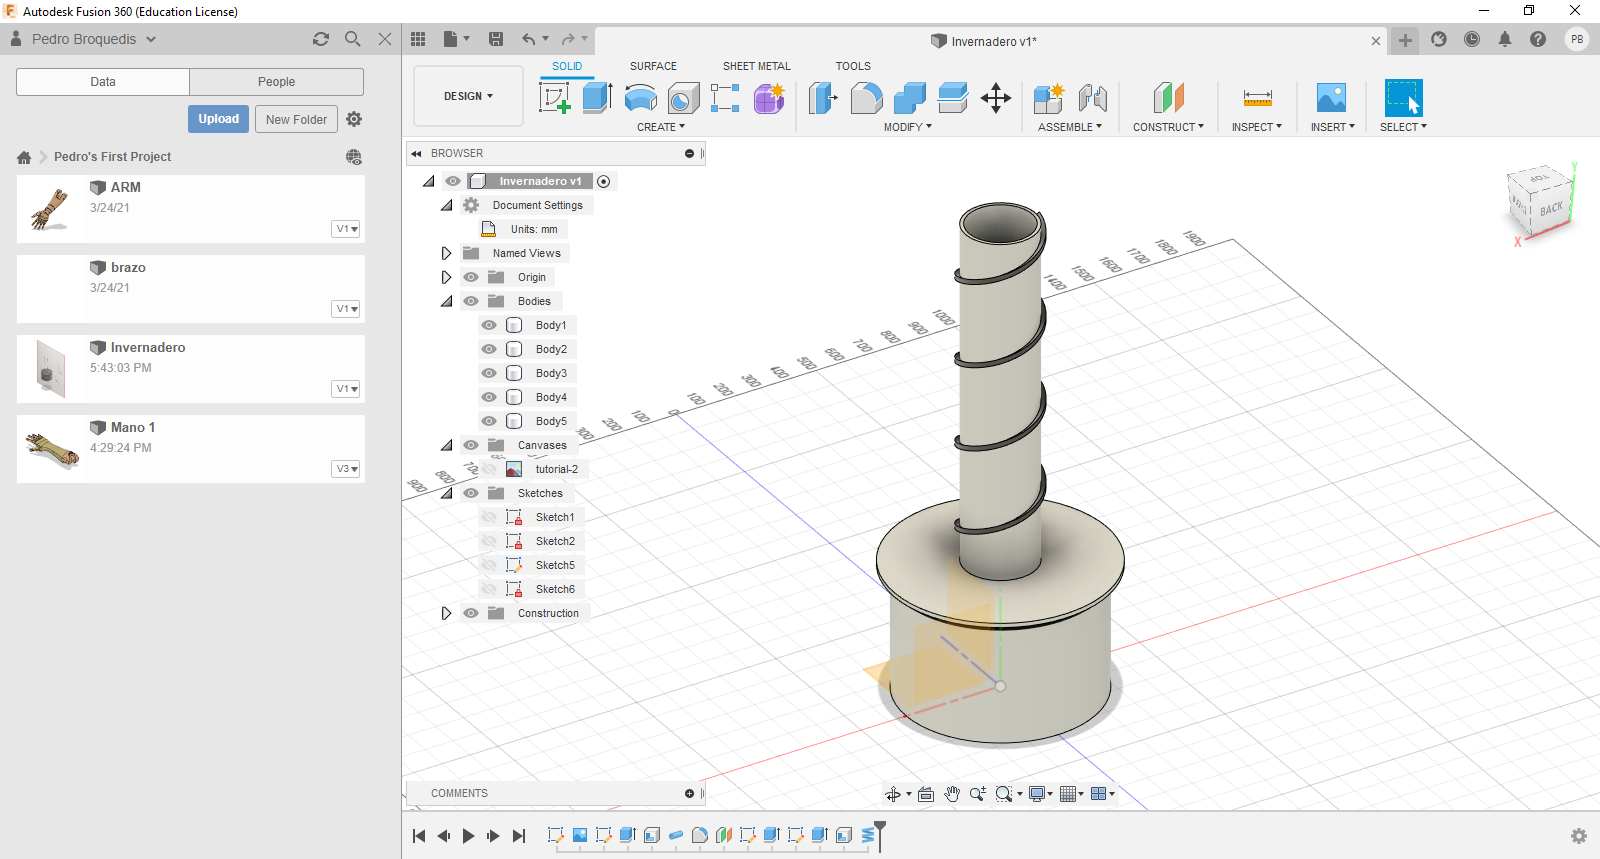 Autodesk Fusion 360 (Education License)
Pedro Broquedis
Invernadero v1*
PB
Data
People
Upload
New Folder
Pedro's First Project
ARM
3/24/21
V1
brazo
3/24/21
V1
Invernadero
5:43:03 PM
V1
Mano 1
4:29:24 PM
V3
SOLID
SURFACE
SHEET METAL
TOOLS
DESIGN
CREATE
MODIFY
ASSEMBLE
CONSTRUCT
INSPECT
INSERT
SELECT
BROWSER
Invernadero v1
Document Settings
Units: mm
Named Views
Origin
Bodies
Body1
Body2
Body3
Body4
Body5
Canvases
tutorial-2
Sketches
Sketch1
Sketch2
Sketch5
Sketch6
Construction
TOP
BACK
X
Y
1900
1800
1700
1600
1500
1400
1000
900
800
700
600
500
400
300
200
100
0
100
200
300
800
900
COMMENTS